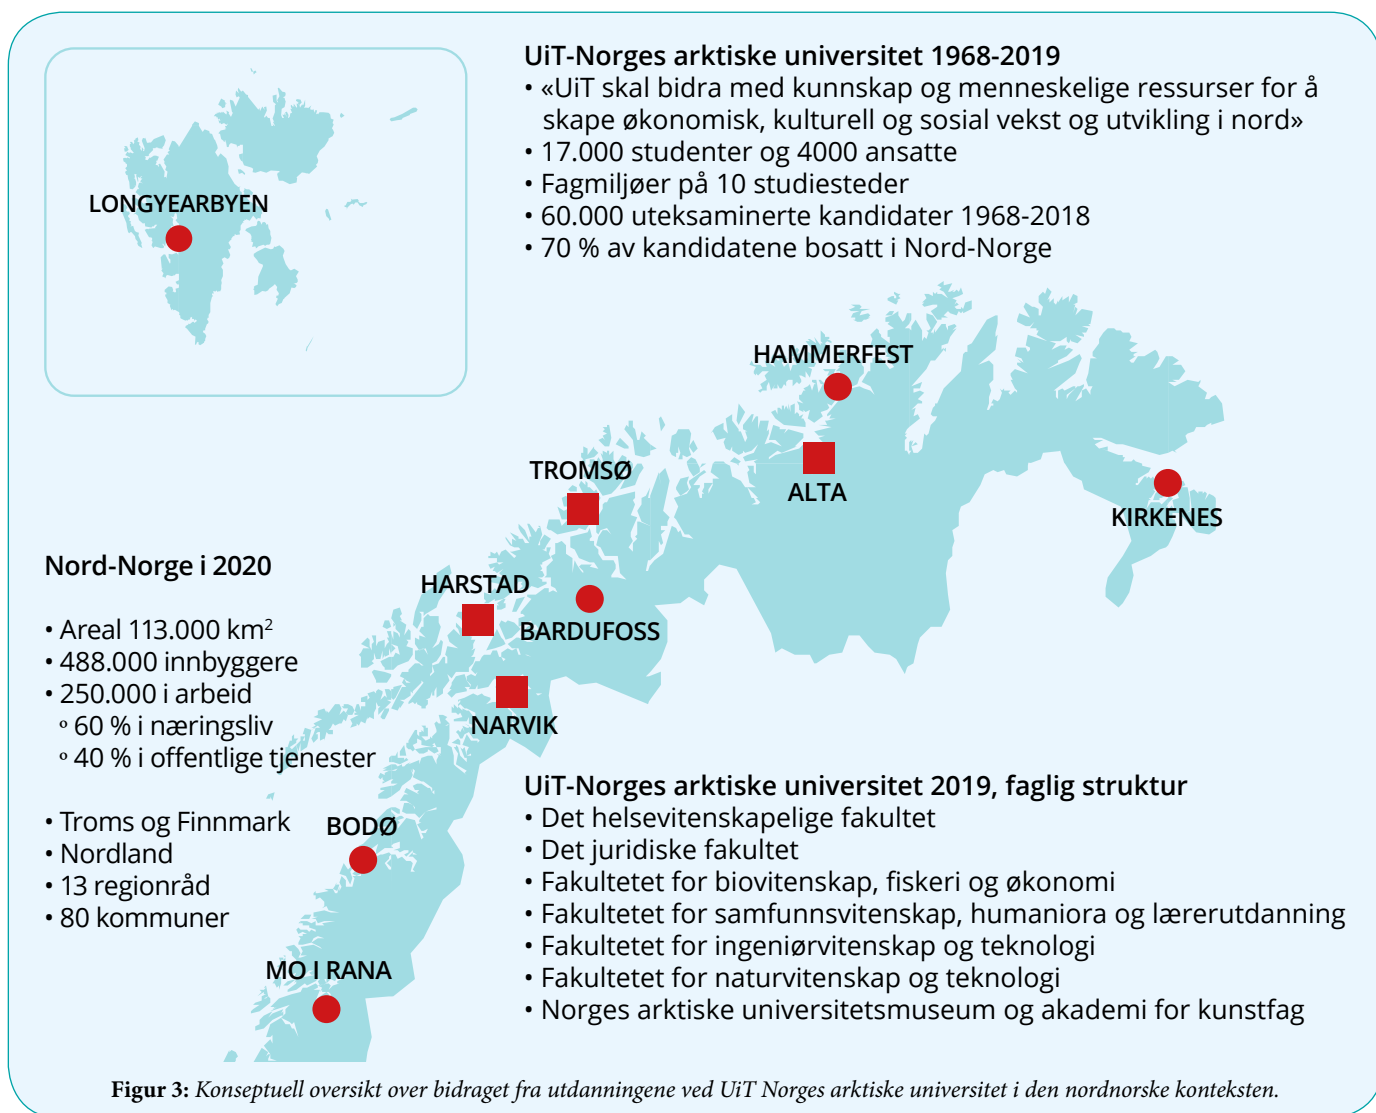 UiT-Norges arktiske universitet 1968-2019
• «UiT skal bidra med kunnskap og menneskelige ressurser for å
skape økonomisk, kulturell og sosial vekst og utvikling i nord»
• 17.000 studenter og 4000 ansatte
• Fagmiljøer på 10 studiesteder
• 60.000 uteksaminerte kandidater 1968-2018
• 70 % av kandidatene bosatt i Nord-Norge
LONGYEARBYEN
HAMMERFEST
TROMSØ
ALTA
KIRKENES
HARSTAD
BARDUFOSS
NARVIK
BODØ
MO I RANA
Nord-Norge i 2020
• Areal 113.000 km²
• 488.000 innbyggere
• 250.000 i arbeid
º 60 % i næringsliv
º 40 % i offentlige tjenester
• Troms og Finnmark
• Nordland
• 13 regionråd
• 80 kommuner
UiT-Norges arktiske universitet 2019, faglig struktur
• Det helsevitenskapelige fakultet
• Det juridiske fakultet
• Fakultetet for biovitenskap, fiskeri og økonomi
• Fakultetet for samfunnsvitenskap, humaniora og lærerutdanning
• Fakultetet for ingeniørvitenskap og teknologi
• Fakultetet for naturvitenskap og teknologi
• Norges arktiske universitetsmuseum og akademi for kunstfag
Figur 3: Konseptuell oversikt over bidraget fra utdanningene ved UiT Norges arktiske universitet i den nordnorske konteksten.